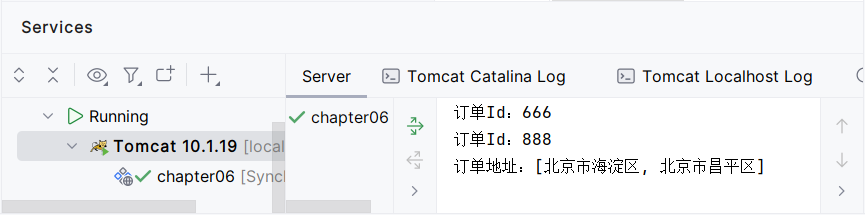 Services
Server
Tomcat Catalina Log
Tomcat Localhost Log
Running
Tomcat 10.1.19 [local
chapter06 [Synch
chapter06
订单Id：666
订单Id：888
订单地址：[北京市海淀区, 北京市昌平区]